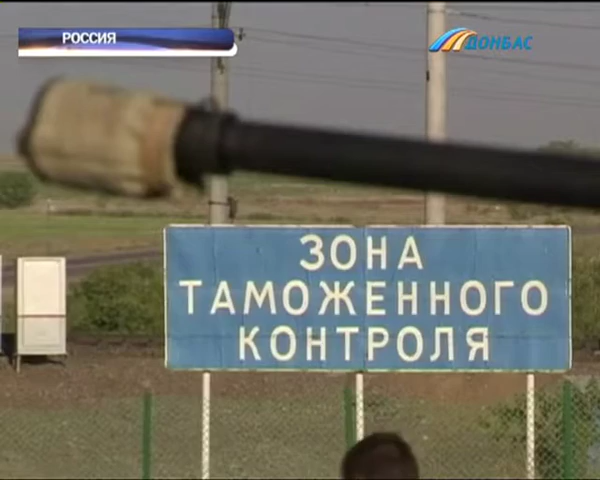 РОССИЯ
ДОНБАС
ЗОНА
ТАМОЖЕННОГО
КОНТРОЛЯ